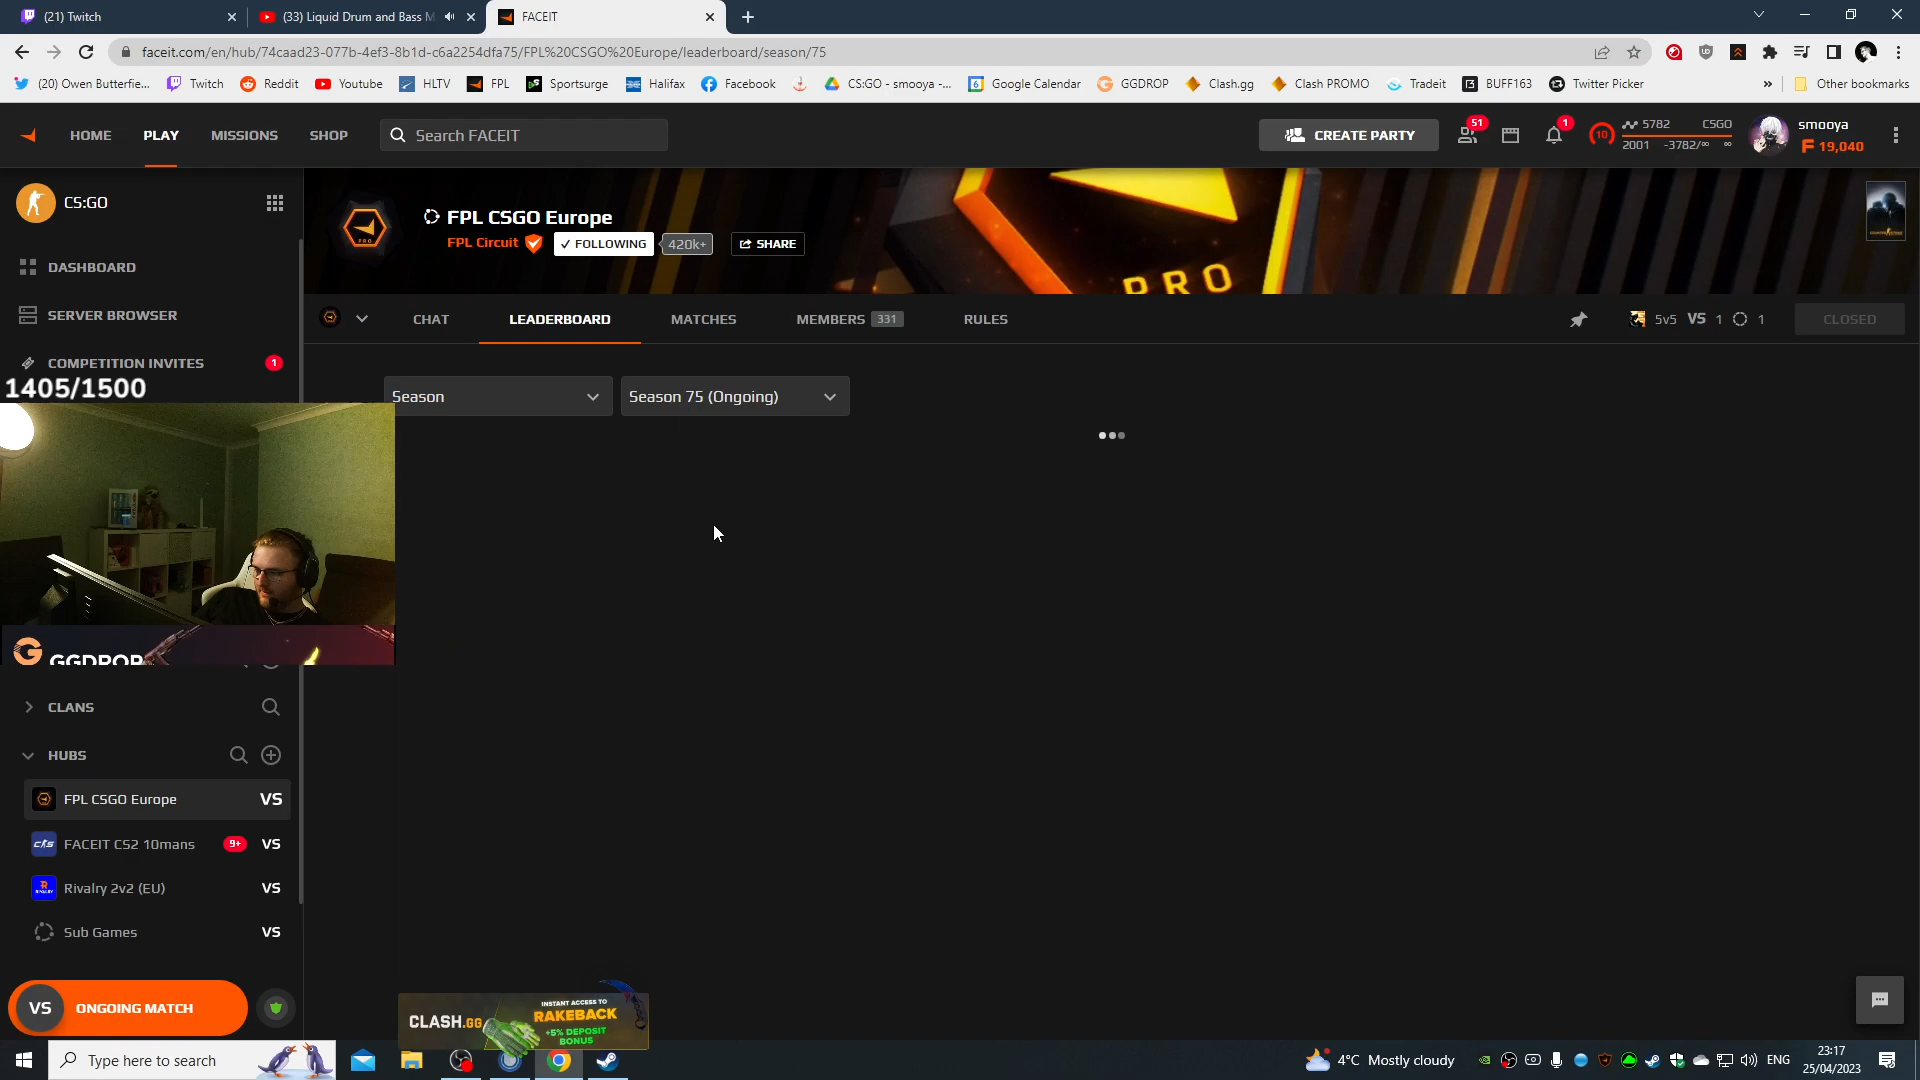 (21) Twitch
(33) Liquid Drum and Bass M
FACEIT
faceit.com/en/hub/74caad23-077b-4ef3-8b1d-c6a2254dfa75/FPL%20CSGO%20Europe/leaderboard/season/75
(20) Owen Butterfie...
Twitch
Reddit
Youtube
HLTV
FPL
Sportsurge
Halifax
Facebook
CS:GO - smooya -...
Google Calendar
GGDROP
Clash.gg
Clash PROMO
Tradeit
BUFF163
Twitter Picker
»
Other bookmarks
HOME
PLAY
MISSIONS
SHOP
Search FACEIT
CREATE PARTY
51
1
10
5782 CSGO
2001 -3782/∞ ∞
smooya
19,040
CS:GO
FPL CSGO Europe
FPL Circuit
✓ FOLLOWING
420k+
SHARE
PRO
PRO
DASHBOARD
SERVER BROWSER
COMPETITION INVITES
1
1405/1500
CHAT
LEADERBOARD
MATCHES
MEMBERS 331
RULES
5v5 VS 1 1
CLOSED
Season
Season 75 (Ongoing)
GGDROP
CLANS
HUBS
FPL CSGO Europe VS
FACEIT CS2 10mans 9+ VS
Rivalry 2v2 (EU) VS
Sub Games VS
VS ONGOING MATCH
CLASH.GG
INSTANT ACCESS TO
RAKEBACK
+5% DEPOSIT
BONUS
Type here to search
4°C Mostly cloudy
ENG
23:17
25/04/2023